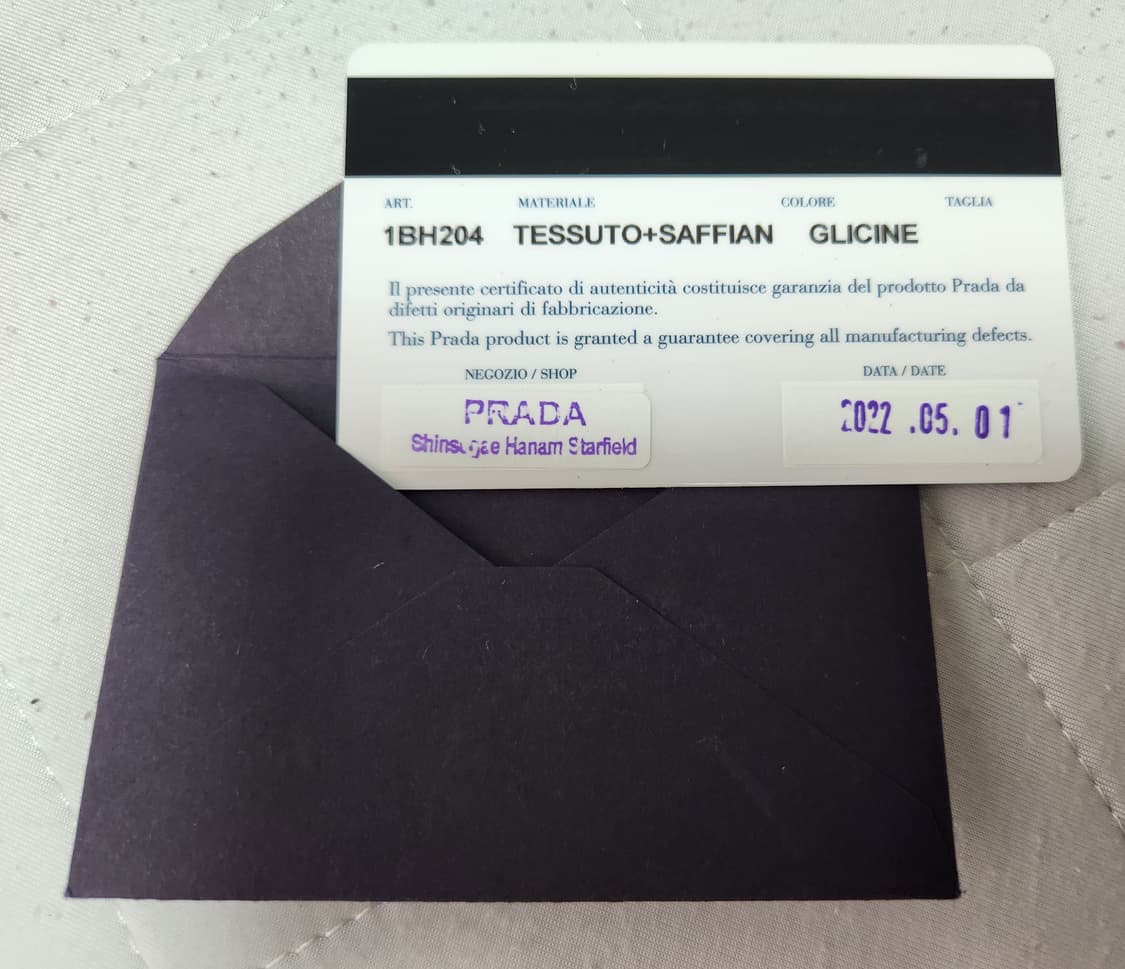 ART. MATERIALE COLORE TAGLIA
1BH204 TESSUTO+SAFFIAN GLICINE
Il presente certificato di autenticità costituisce garanzia del prodotto Prada da
difetti originari di fabbricazione.
This Prada product is granted a guarantee covering all manufacturing defects.
NEGOZIO / SHOP DATA / DATE
PRADA 2022 .05. 01
Hanam Starfield